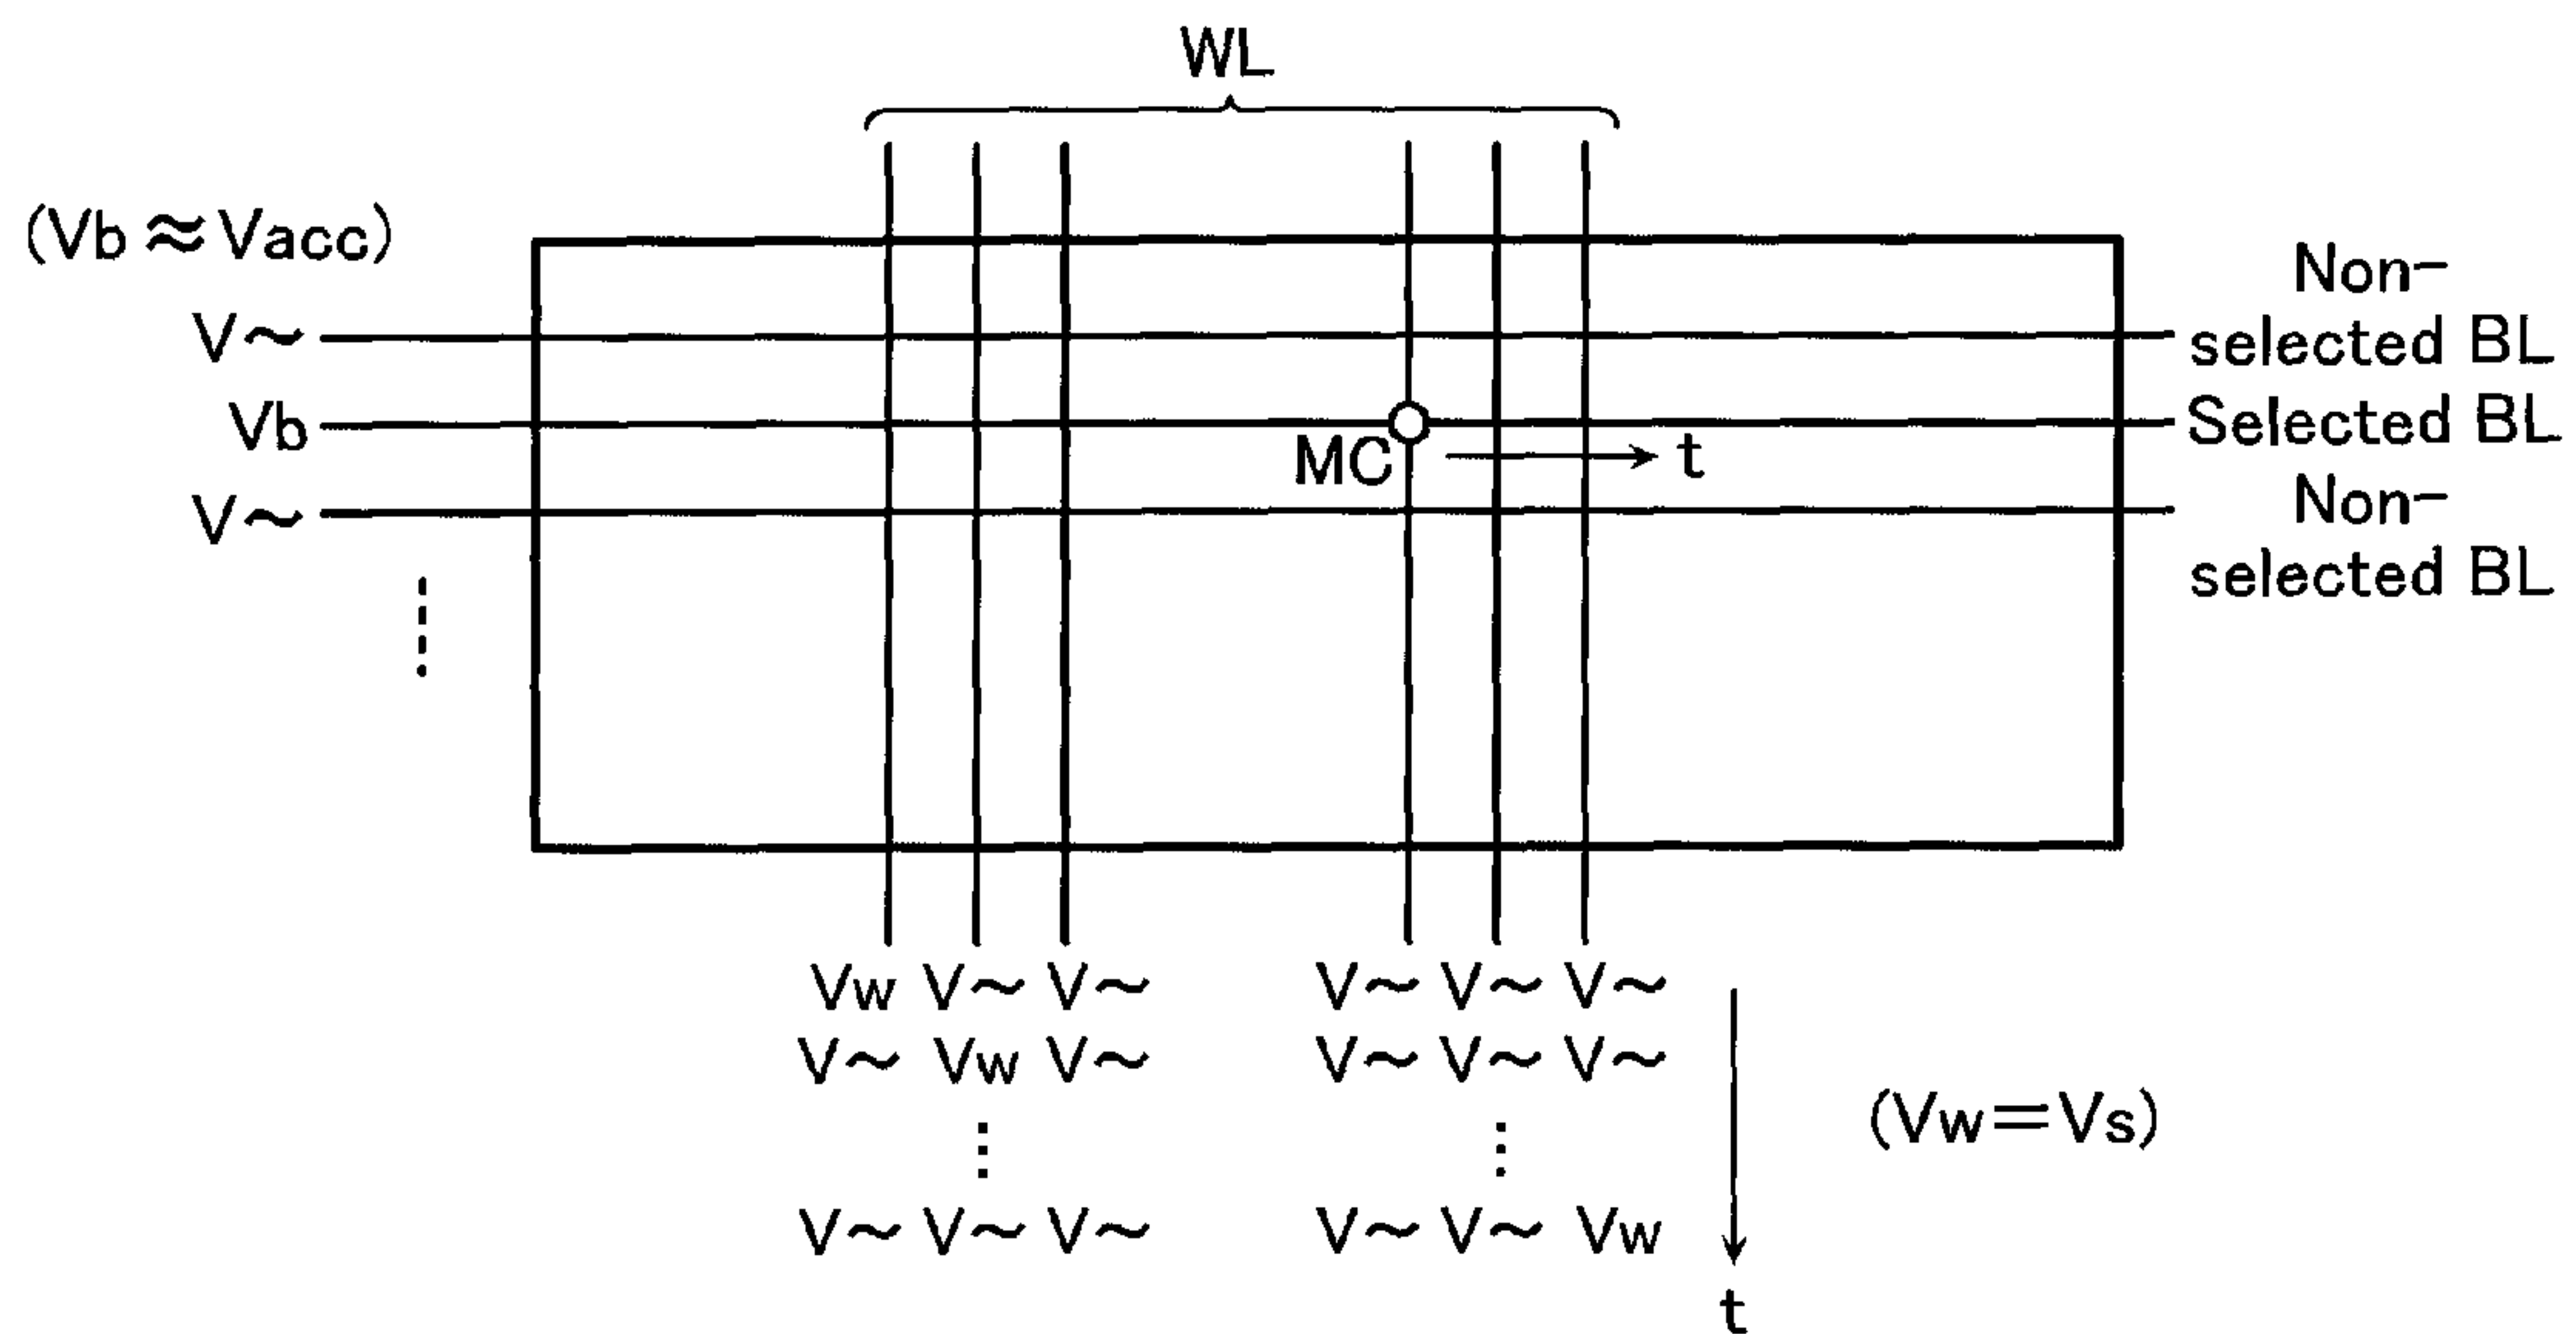 WL
(Vb≈Vacc)
Non-
V~ selected BL
Vb Selected BL
MC t
V~ Non-
selected BL
Vw V~ V~ V~ V~ V~
V~ Vw V~ V~ V~ V~
(Vw=Vs)
V~ V~ V~ V~ V~ Vw
t